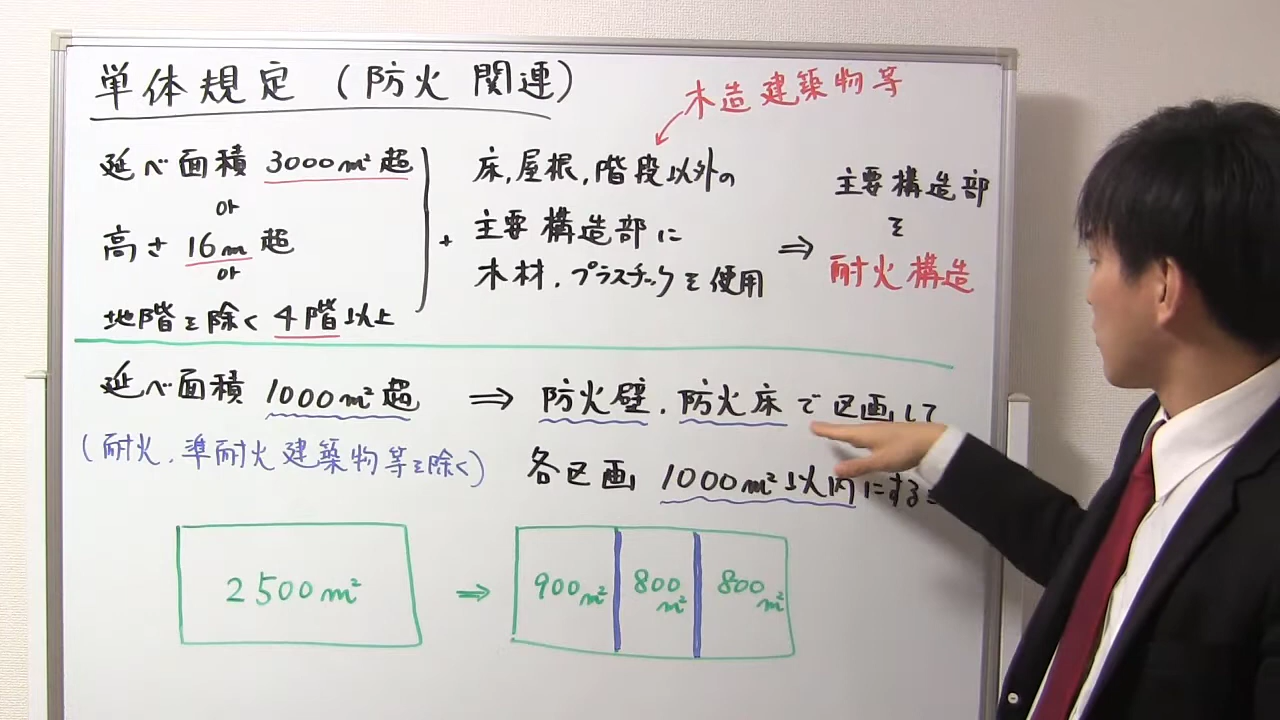 単体規定 (防火関連)
木造建築物等
延べ面積 3000m²超
or
高さ 16m超
or
地階を除く 4階以上
+
床,屋根,階段以外の
主要構造部に
木材,プラスチックを使用
⇒
主要構造部
を
耐火構造
延べ面積 1000m²超 ⇒ 防火壁,防火床で区画して
(耐火,準耐火建築物等を除く) 各区画 1000m²以内にする
2500m² ⇒ 900m² 800m² 800m²